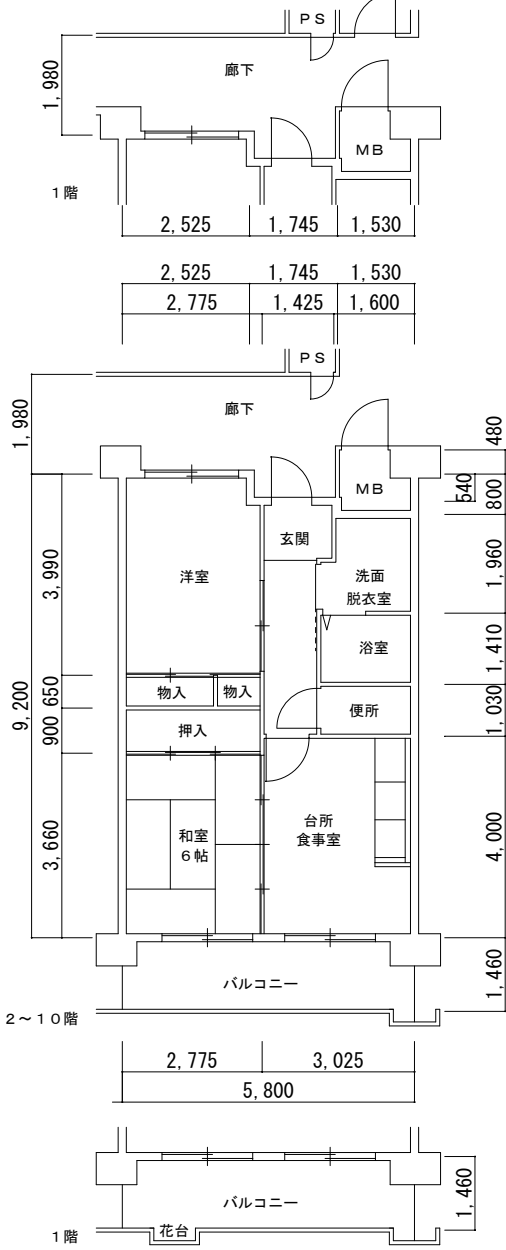 PS
1,980
廊下
MB
1階
2,525 1,745 1,530
2,525 1,745 1,530
2,775 1,425 1,600
PS
1,980
廊下
480
MB
540
800
玄関
洋室
3,990
洗面
脱衣室
1,960
浴室
1,410
物入 物入
650
便所
1,030
9,200
押入
900
和室
6帖
3,660
台所
食事室
4,000
バルコニー
1,460
2~10階
2,775 3,025
5,800
バルコニー
1,460
花台
1階